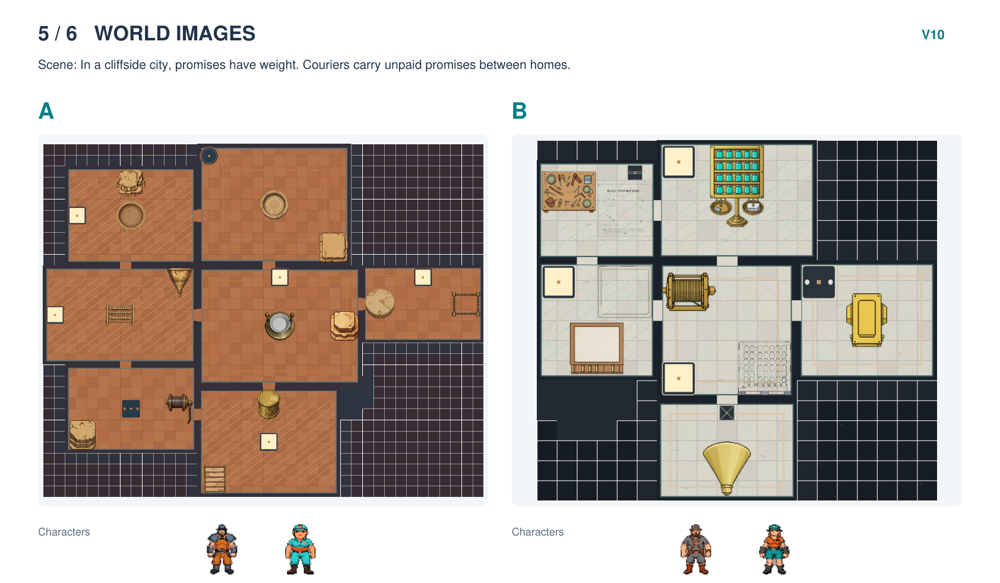 5 / 6 WORLD IMAGES
V10
Scene: In a cliffside city, promises have weight. Couriers carry unpaid promises between homes.
A
B
Characters
Characters